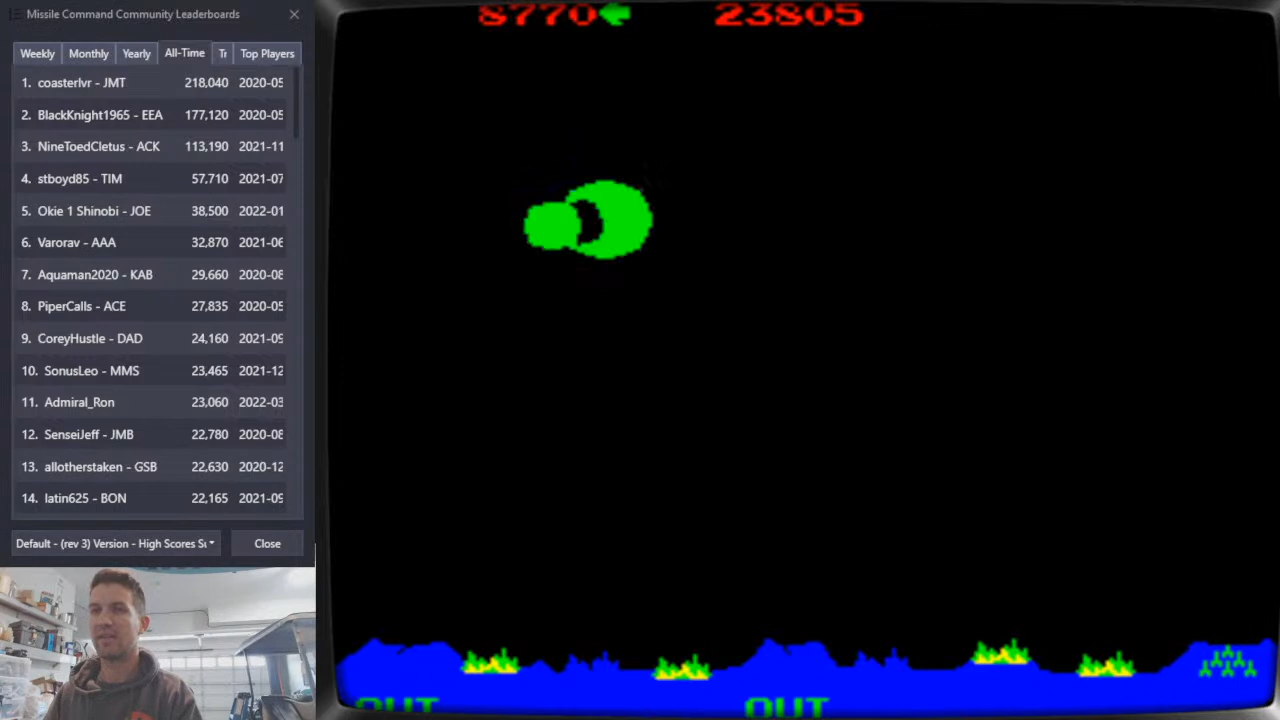 Missile Command Community Leaderboards
Weekly Monthly Yearly All-Time Tr Top Players
1. coasterlvr - JMT 218,040 2020-05
2. BlackKnight1965 - EEA 177,120 2020-05
3. NineToedCletus - ACK 113,190 2021-11
4. stboyd85 - TIM 57,710 2021-07
5. Okie 1 Shinobi - JOE 38,500 2022-01
6. Varorav - AAA 32,870 2021-06
7. Aquaman2020 - KAB 29,660 2020-08
8. PiperCalls - ACE 27,835 2020-05
9. CoreyHustle - DAD 24,160 2021-09
10. SonusLeo - MMS 23,465 2021-12
11. Admiral_Ron 23,060 2022-03
12. SenseiJeff - JMB 22,780 2020-08
13. allotherstaken - GSB 22,630 2020-12
14. latin625 - BON 22,165 2021-09
Default - (rev 3) Version - High Scores Su Close
8770 23805
OUT OUT